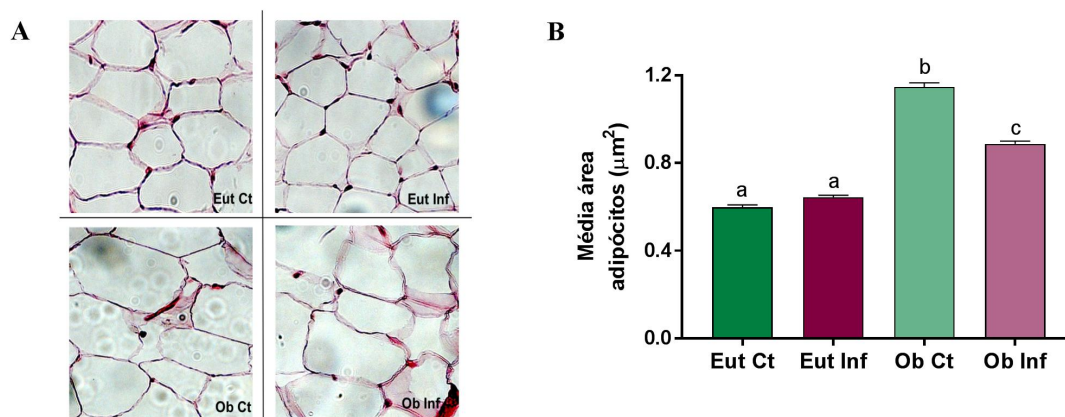 A
Eut Ct
Eut Inf
Ob Ct
Ob Inf
B
Média área
adipócitos (μm²)
1.2
0.8
0.4
0.0
a
a
b
c
Eut Ct
Eut Inf
Ob Ct
Ob Inf